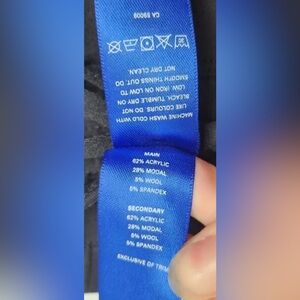 CA 69009
MACHINE WASH COLD WITH
LIKE COLOURS. DO NOT
BLEACH. TUMBLE DRY ON
LOW. IRON ON LOW TO
SMOOTH THINGS OUT. DO
NOT DRY CLEAN.
MAIN
62% ACRYLIC
28% MODAL
5% WOOL
5% SPANDEX
SECONDARY
62% ACRYLIC
28% MODAL
5% WOOL
5% SPANDEX
EXCLUSIVE OF TRIM